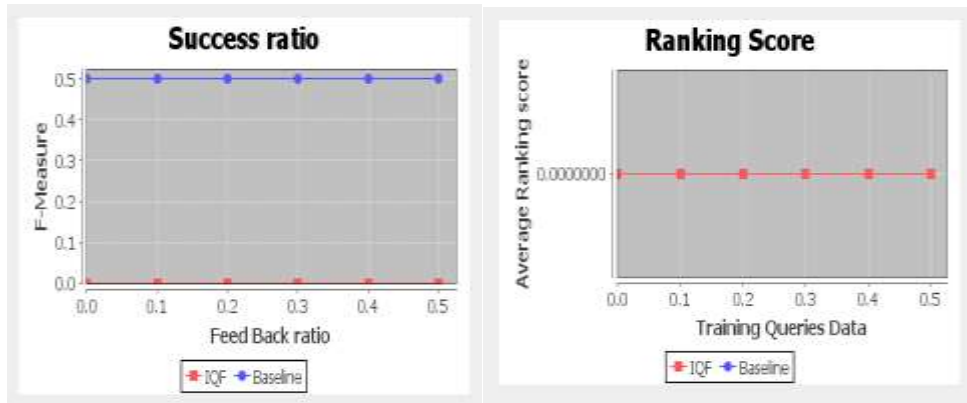 Success ratio
F-Measure
0.5
0.4
0.3
0.2
0.1
0.0
0.0 0.1 0.2 0.3 0.4 0.5
Feed Back ratio
IQF Baseline
Ranking Score
Average Ranking score
0.0000000
0.0 0.1 0.2 0.3 0.4 0.5
Training Queries Data
IQF Baseline